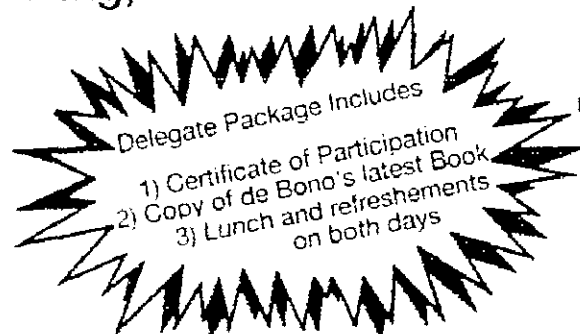 Delegate Package Includes
1) Certificate of Participation
2) Copy of de Bono's latest Book
3) Lunch and refreshements
on both days